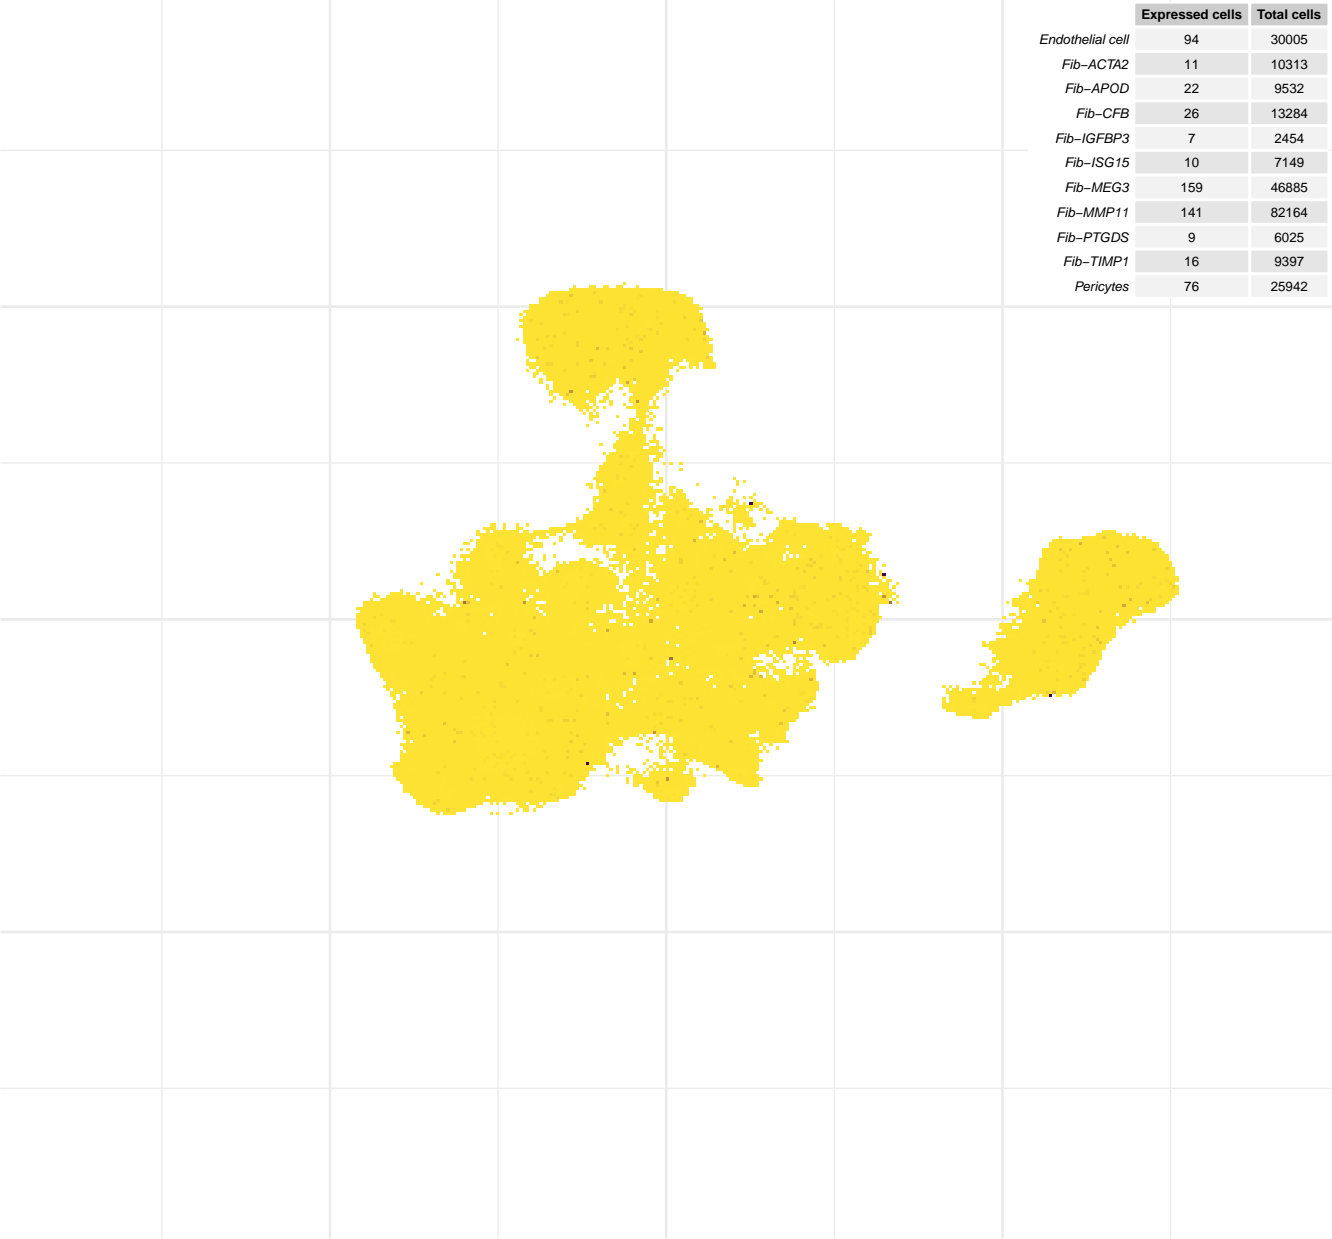 Expressed cells Total cells
Endothelial cell 94 30005
Fib−ACTA2 11 10313
Fib−APOD 22 9532
Fib−CFB 26 13284
Fib−IGFBP3 7 2454
Fib−ISG15 10 7149
Fib−MEG3 159 46885
Fib−MMP11 141 82164
Fib−PTGDS 9 6025
Fib−TIMP1 16 9397
Pericytes 76 25942